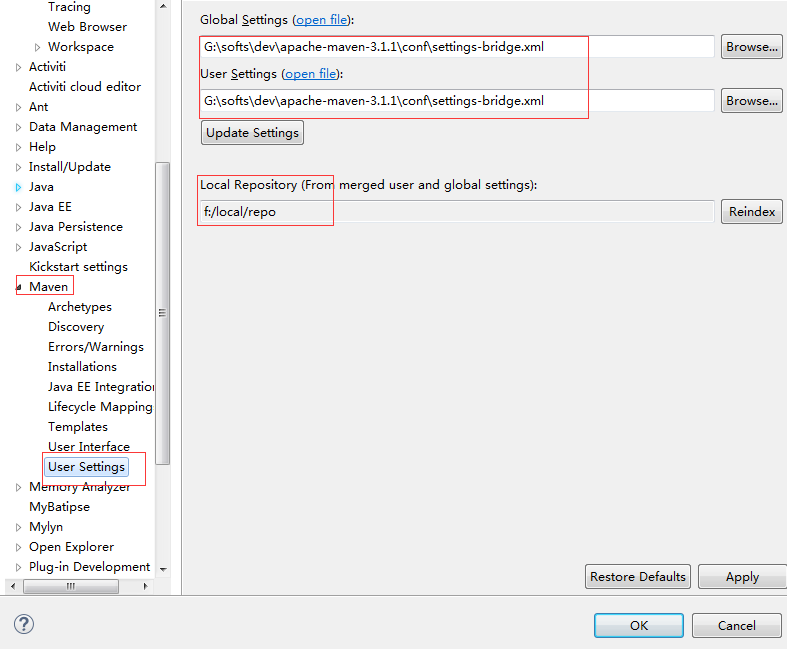 Tracing
Web Browser
Workspace
Activiti
Activiti cloud editor
Ant
Data Management
Help
Install/Update
Java
Java EE
Java Persistence
JavaScript
Kickstart settings
Maven
Archetypes
Discovery
Errors/Warnings
Installations
Java EE Integratio
Lifecycle Mapping
Templates
User Interface
User Settings
Memory Analyzer
MyBatipse
Mylyn
Open Explorer
Plug-in Development
Global Settings (open file):
G:\softs\dev\apache-maven-3.1.1\conf\settings-bridge.xml Browse...
User Settings (open file):
G:\softs\dev\apache-maven-3.1.1\conf\settings-bridge.xml Browse...
Update Settings
Local Repository (From merged user and global settings):
f:/local/repo Reindex
Restore Defaults Apply
? OK Cancel